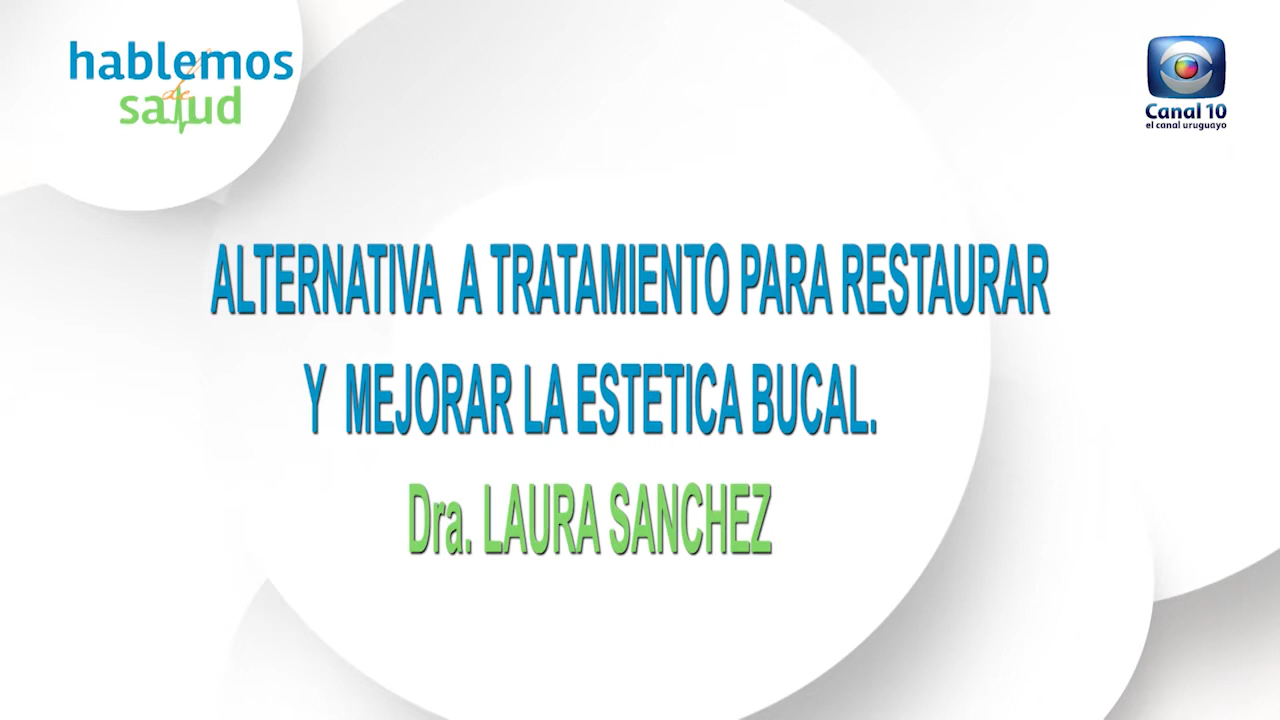 hablemos
de
salud
Canal 10
el canal uruguayo
ALTERNATIVA A TRATAMIENTO PARA RESTAURAR
Y MEJORAR LA ESTETICA BUCAL.
Dra. LAURA SANCHEZ